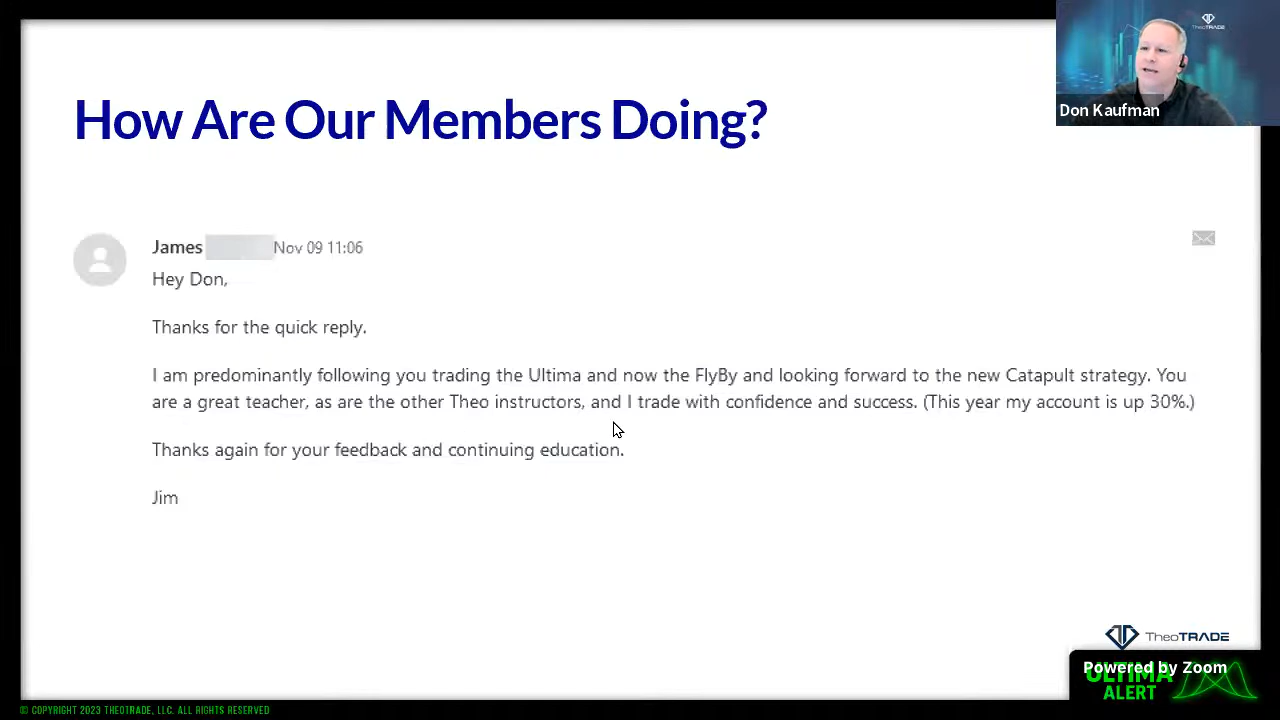 TheoTRADE
Don Kaufman
How Are Our Members Doing?
James Nov 09 11:06
Hey Don,
Thanks for the quick reply.
I am predominantly following you trading the Ultima and now the FlyBy and looking forward to the new Catapult strategy. You
are a great teacher, as are the other Theo instructors, and I trade with confidence and success. (This year my account is up 30%.)
Thanks again for your feedback and continuing education.
Jim
TheoTRADE
Powered by Zoom
ULTIMA
ALERT
© COPYRIGHT 2023 THEOTRADE, LLC. ALL RIGHTS RESERVED